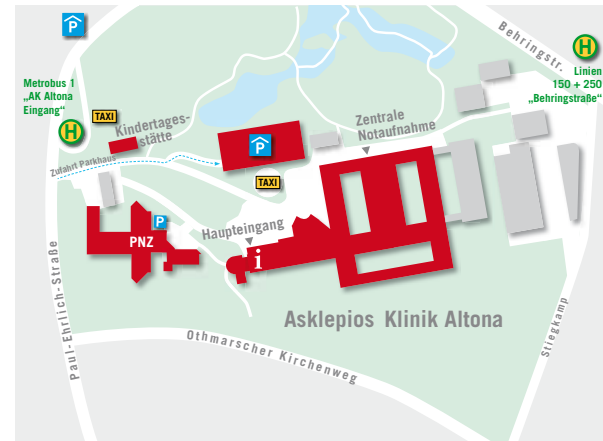 P
Behringstr.
H
Metrobus 1
„AK Altona
Eingang“
H
Linien
150 + 250
„Behringstraße“
TAXI
Kindertages-
stätte
Zentrale
Notaufnahme
P
Zufahrt Parkhaus
TAXI
P
PNZ
Haupteingang
i
Paul-Ehrlich-Straße
Asklepios Klinik Altona
Othmarscher Kirchenweg
Stiegkamp